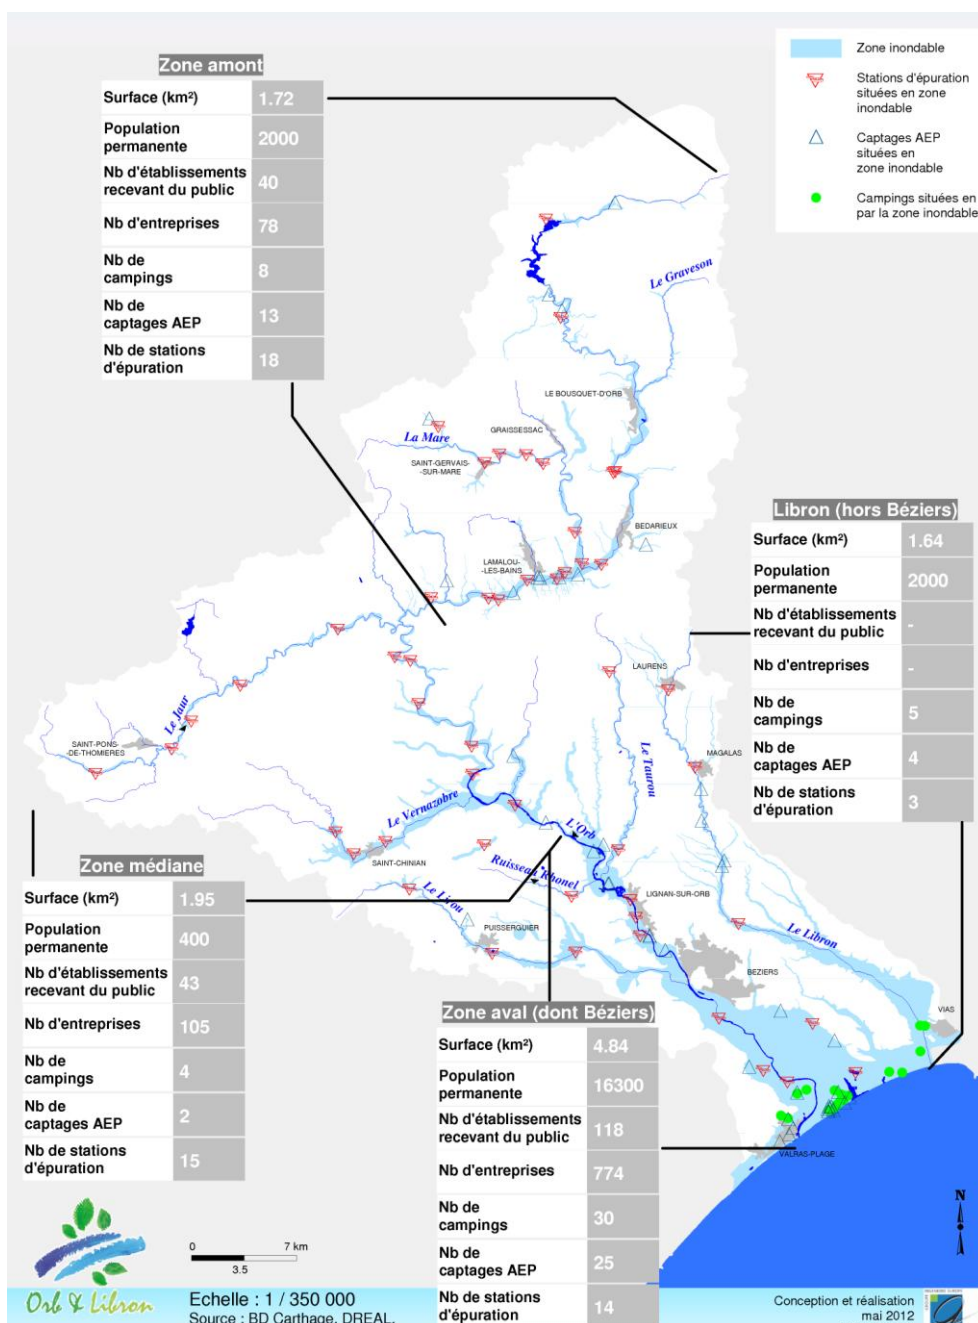 Zone inondable
Stations d'épuration
situées en zone
inondable
Captages AEP
situées en
zone inondable
Campings situées en
par la zone inondable
Zone amont
Surface (km²) 1.72
Population
permanente 2000
Nb d'établissements
recevant du public 40
Nb d'entreprises 78
Nb de
campings 8
Nb de
captages AEP 13
Nb de stations
d'épuration 18
Le Graveson
LE BOUSQUET-D'ORB
GRAISSESSAC
La Mare
SAINT-GERVAIS-
-SUR-MARE
BEDARIEUX
LAMALOU-
-LES-BAINS
Libron (hors Béziers)
Surface (km²) 1.64
Population
permanente 2000
Nb d'établissements
recevant du public -
Nb d'entreprises -
Nb de
campings 5
Nb de
captages AEP 4
Nb de stations
d'épuration 3
LAURENS
Le Jaur
SAINT-PONS-
-DE-THOMIERES
Le Taurou
MAGALAS
Le Vernazobre
L'Orb
SAINT-CHINIAN
Ruisseau Rhonel
Le Lirou
LIGNAN-SUR-ORB
PUISSERGUIER
Le Libron
BEZIERS
VIAS
VALRAS-PLAGE
Zone médiane
Surface (km²) 1.95
Population
permanente 400
Nb d'établissements
recevant du public 43
Nb d'entreprises 105
Nb de
campings 4
Nb de
captages AEP 2
Nb de stations
d'épuration 15
Zone aval (dont Béziers)
Surface (km²) 4.84
Population
permanente 16300
Nb d'établissements
recevant du public 118
Nb d'entreprises 774
Nb de
campings 30
Nb de
captages AEP 25
Nb de stations
d'épuration 14
N
0 7 km
3.5
Orb & Libron
Echelle : 1 / 350 000
Source : BD Carthage, DREAL,
Conception et réalisation
mai 2012